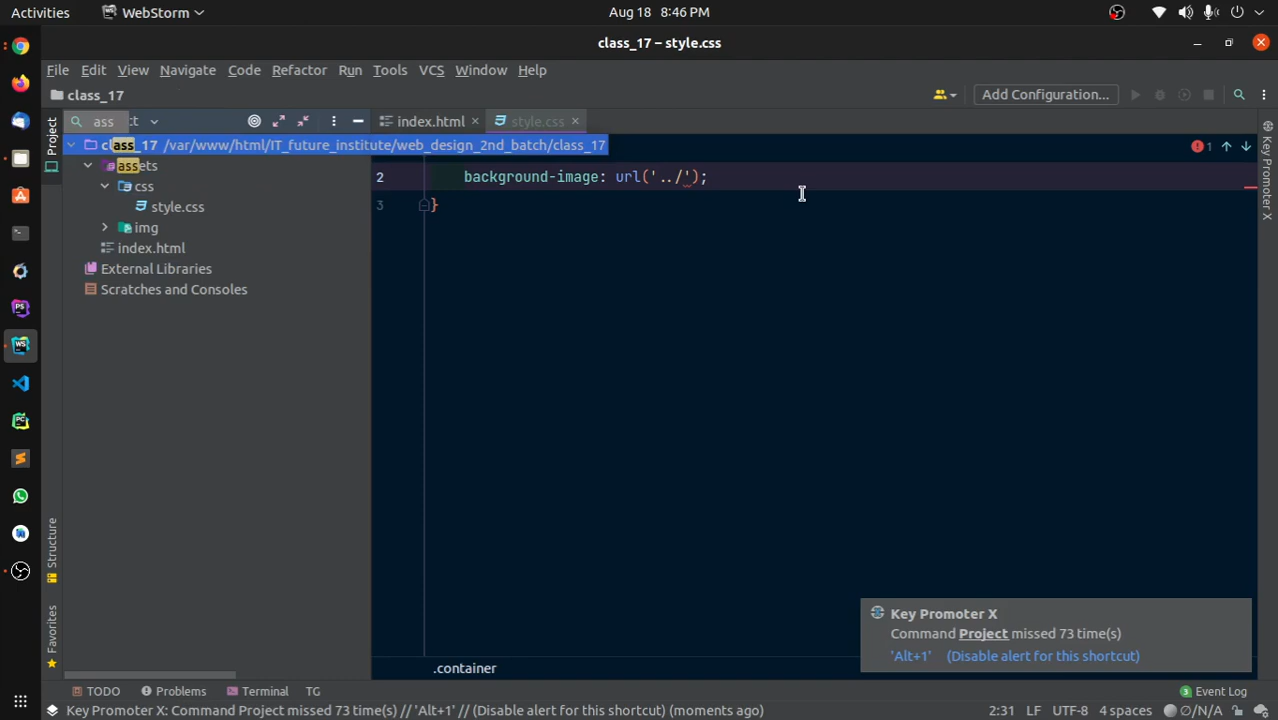 Activities WebStorm Aug 18 8:46 PM
class_17 – style.css
File Edit View Navigate Code Refactor Run Tools VCS Window Help
class_17 Add Configuration...
Project ass ct index.html style.css
class_17 /var/www/html/IT_future_institute/web_design_2nd_batch/class_17 1
assets
2 background-image: url('../');
css
style.css
3 }
img
index.html
External Libraries
Scratches and Consoles
Key Promoter X
Structure
Favorites
Key Promoter X
Command Project missed 73 time(s)
'Alt+1' (Disable alert for this shortcut)
.container
TODO Problems Terminal TG 3 Event Log
Key Promoter X: Command Project missed 73 time(s) // 'Alt+1' // (Disable alert for this shortcut) (moments ago) 2:31 LF UTF-8 4 spaces ∅/N/A